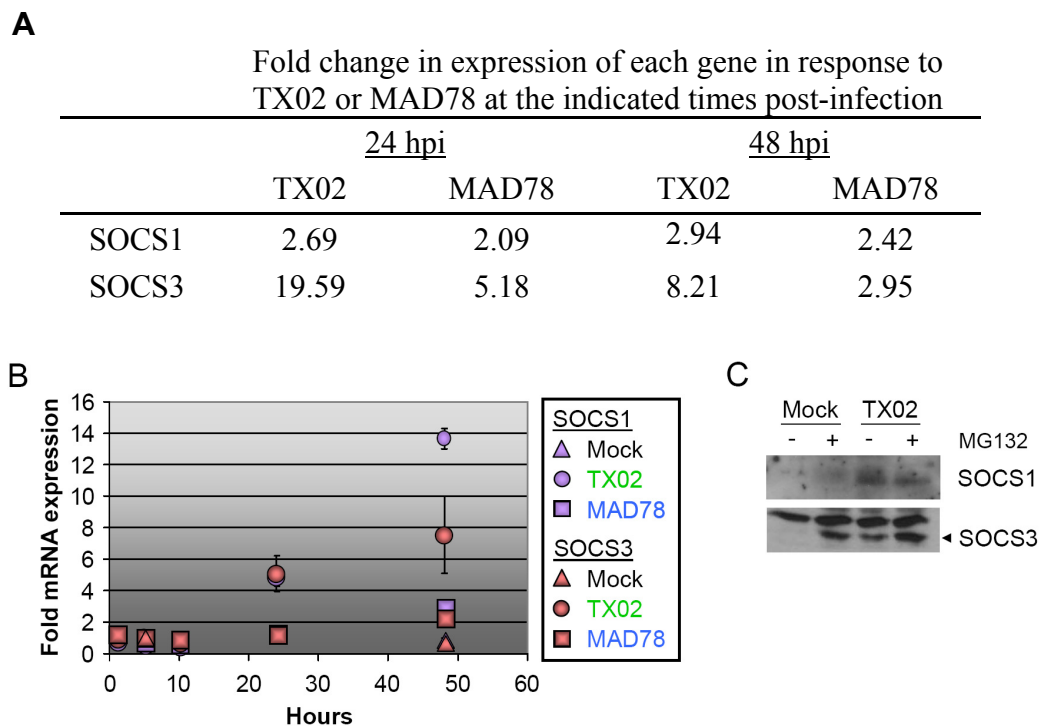 A
Fold change in expression of each gene in response to
TX02 or MAD78 at the indicated times post-infection
24 hpi 48 hpi
TX02 MAD78 TX02 MAD78
SOCS1 2.69 2.09 2.94 2.42
SOCS3 19.59 5.18 8.21 2.95
B
Fold mRNA expression
16
14
12
10
8
6
4
2
0
0 10 20 30 40 50 60
Hours
SOCS1
Mock
TX02
MAD78
SOCS3
Mock
TX02
MAD78
C
Mock TX02
- + - + MG132
SOCS1
SOCS3